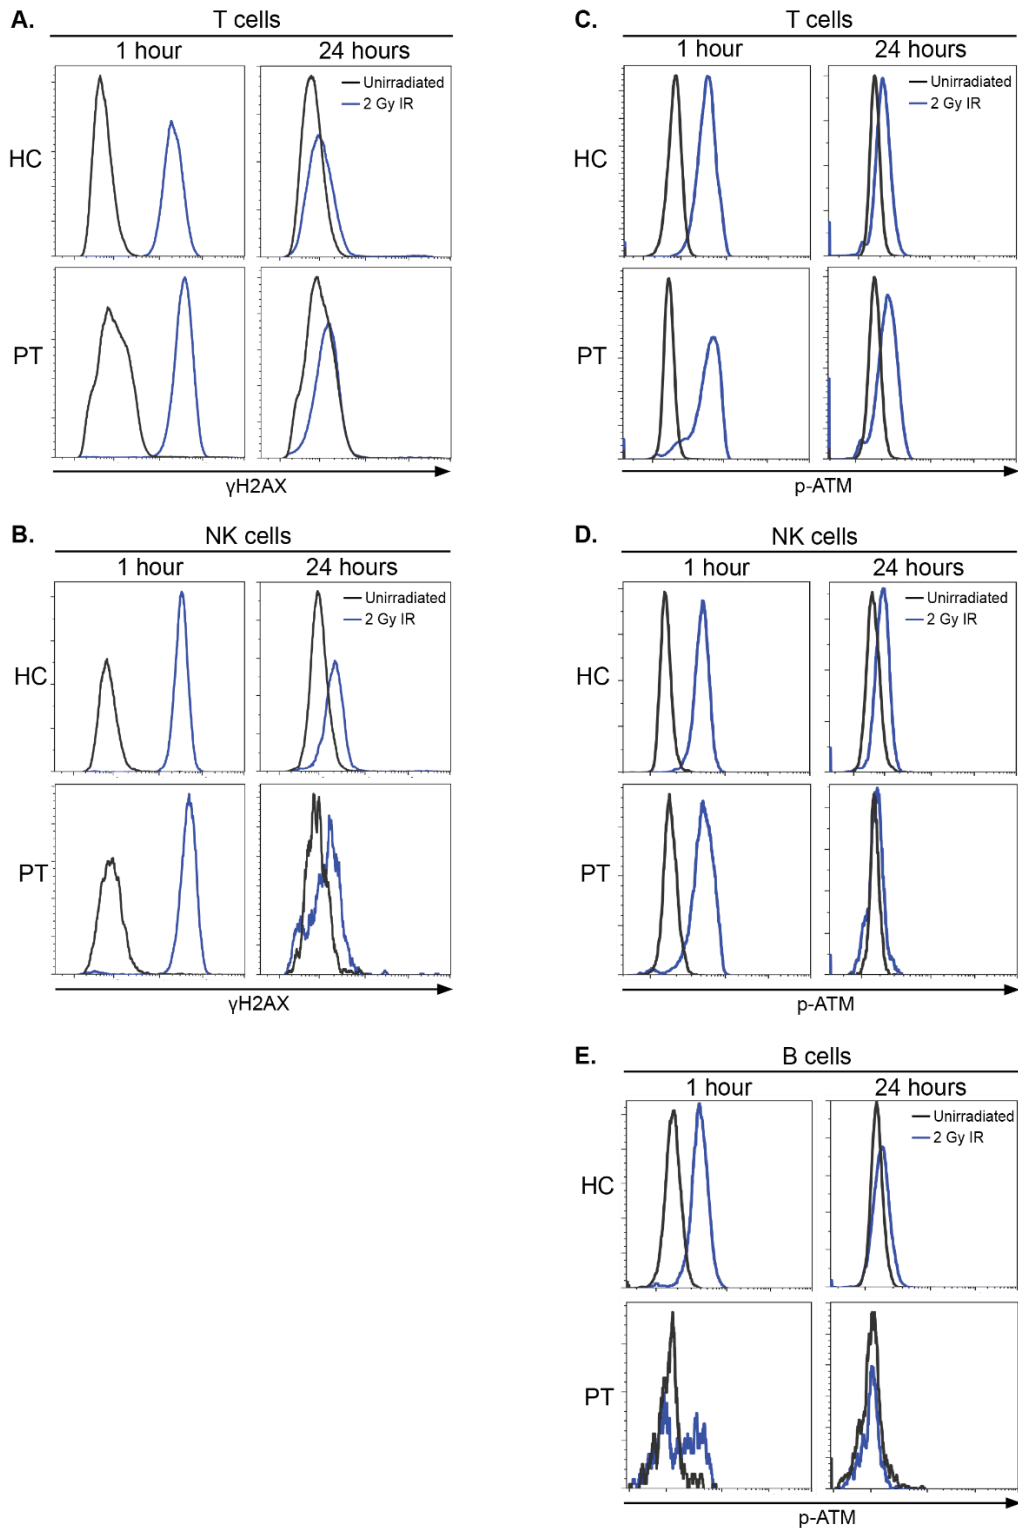 A.
T cells
1 hour
24 hours
HC
Unirradiated
2 Gy IR
PT
γH2AX
B.
NK cells
1 hour
24 hours
HC
Unirradiated
2 Gy IR
PT
γH2AX
C.
T cells
1 hour
24 hours
HC
Unirradiated
2 Gy IR
PT
p-ATM
D.
NK cells
1 hour
24 hours
HC
Unirradiated
2 Gy IR
PT
p-ATM
E.
B cells
1 hour
24 hours
HC
Unirradiated
2 Gy IR
PT
p-ATM